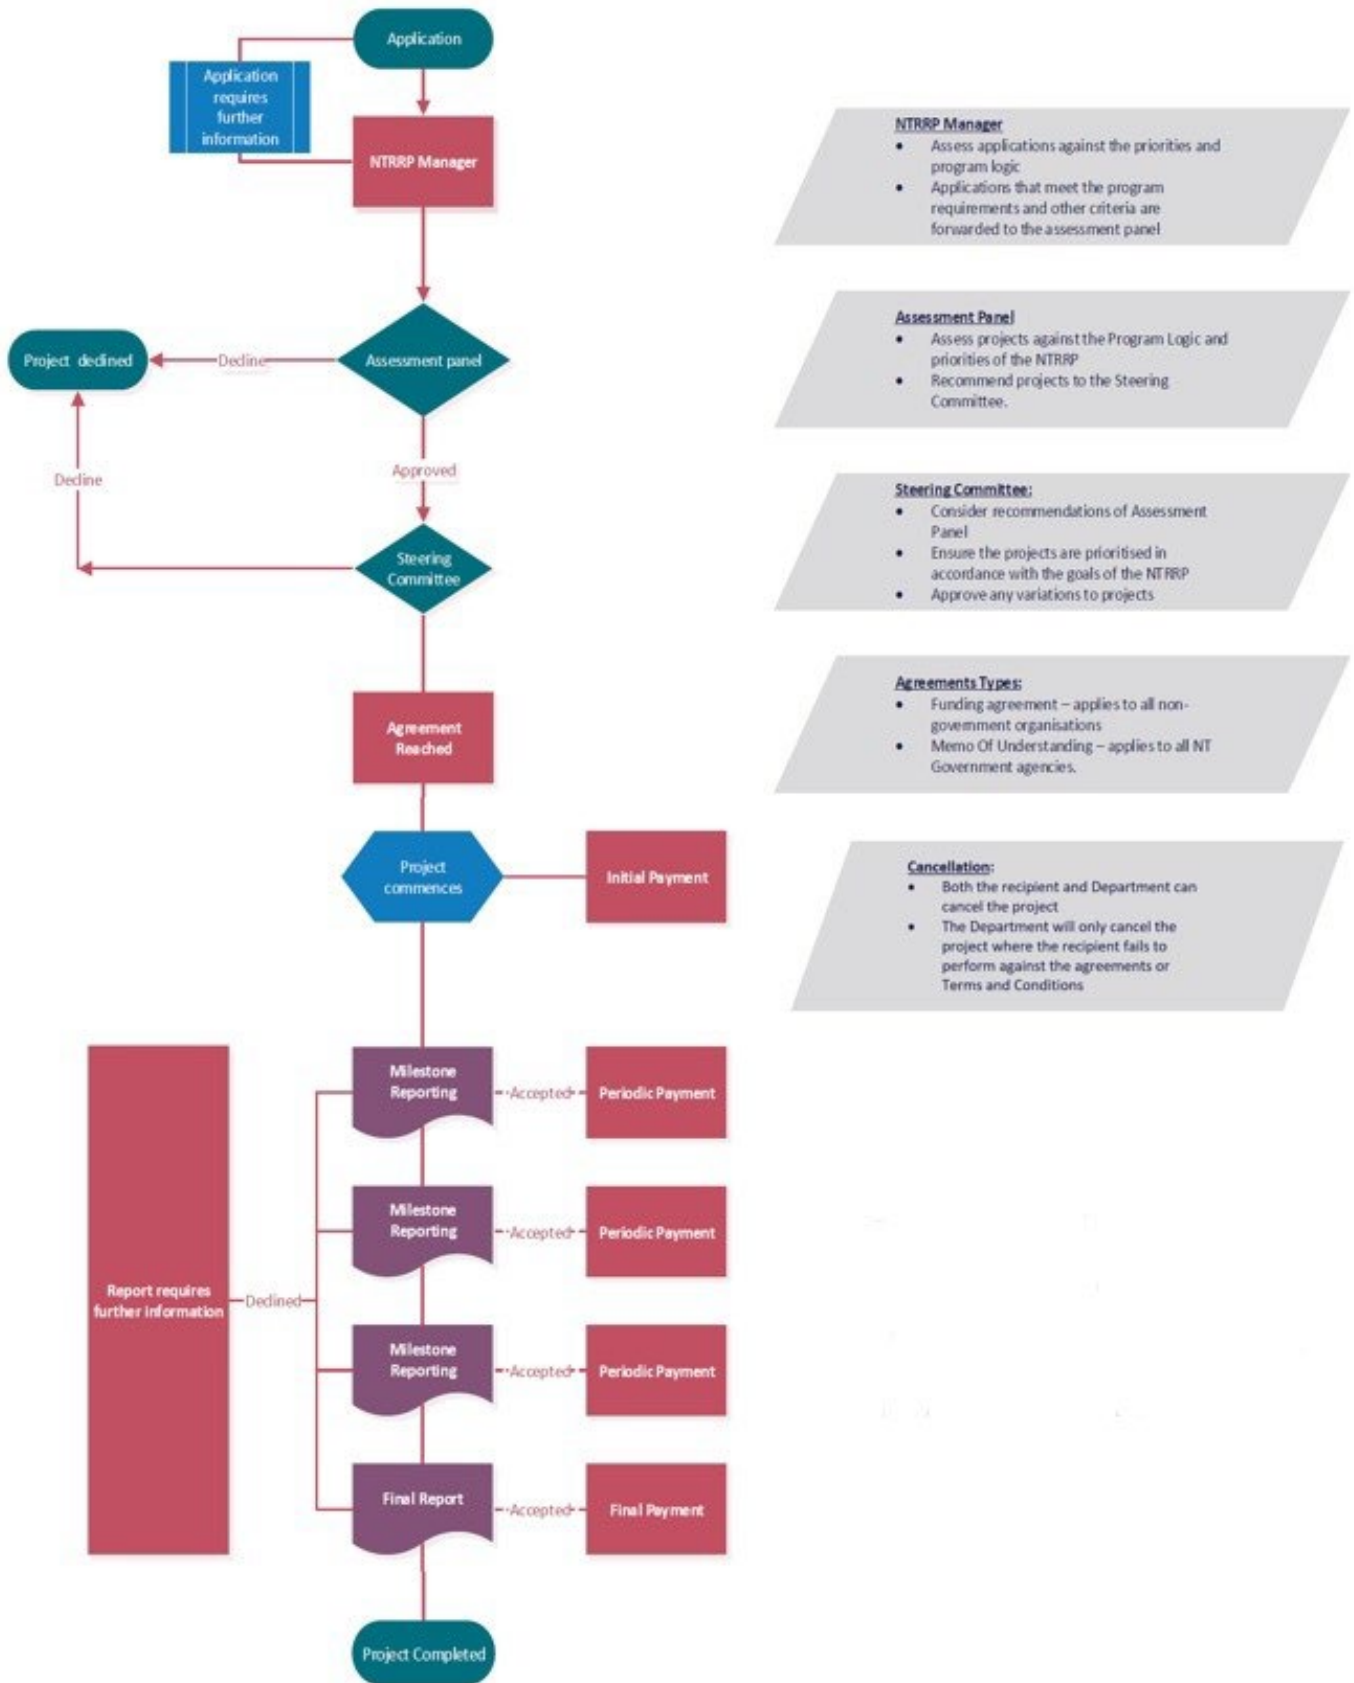 Application
Application
requires
further
information
NTRRP Manager
Project declined
Decline
Assessment panel
Approved
Decline
Steering
Committee
Agreement
Reached
Project
commences
Initial Payment
Milestone
Reporting
Accepted
Periodic Payment
Milestone
Reporting
Accepted
Periodic Payment
Report requires
further information
Declined
Milestone
Reporting
Accepted
Periodic Payment
Final Report
Accepted
Final Payment
Project Completed
NTRRP Manager
• Assess applications against the priorities and
program logic
• Applications that meet the program
requirements and other criteria are
forwarded to the assessment panel
Assessment Panel
• Assess projects against the Program Logic and
priorities of the NTRRP
• Recommend projects to the Steering
Committee.
Steering Committee:
• Consider recommendations of Assessment
Panel
• Ensure the projects are prioritised in
accordance with the goals of the NTRRP
• Approve any variations to projects
Agreements Types:
• Funding agreement – applies to all non-
government organisations
• Memo Of Understanding – applies to all NT
Government agencies.
Cancellation:
• Both the recipient and Department can
cancel the project
• The Department will only cancel the
project where the recipient fails to
perform against the agreements or
Terms and Conditions